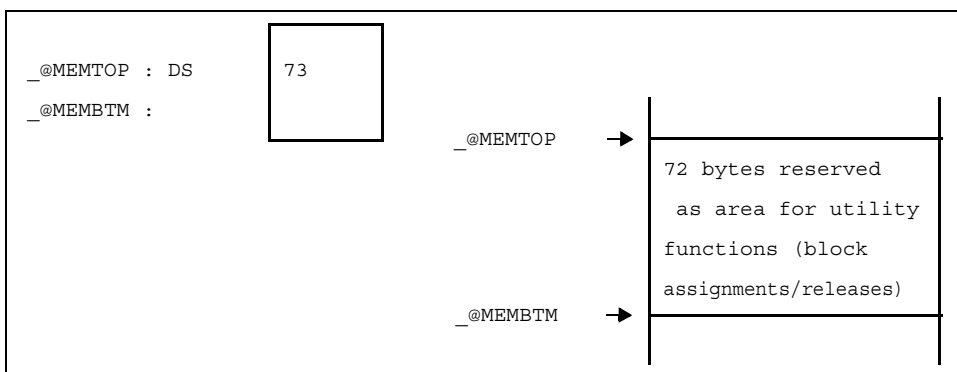 _@MEMTOP : DS 73
_@MEMBTM :
_@MEMTOP
72 bytes reserved
as area for utility
functions (block
assignments/releases)
_@MEMBTM